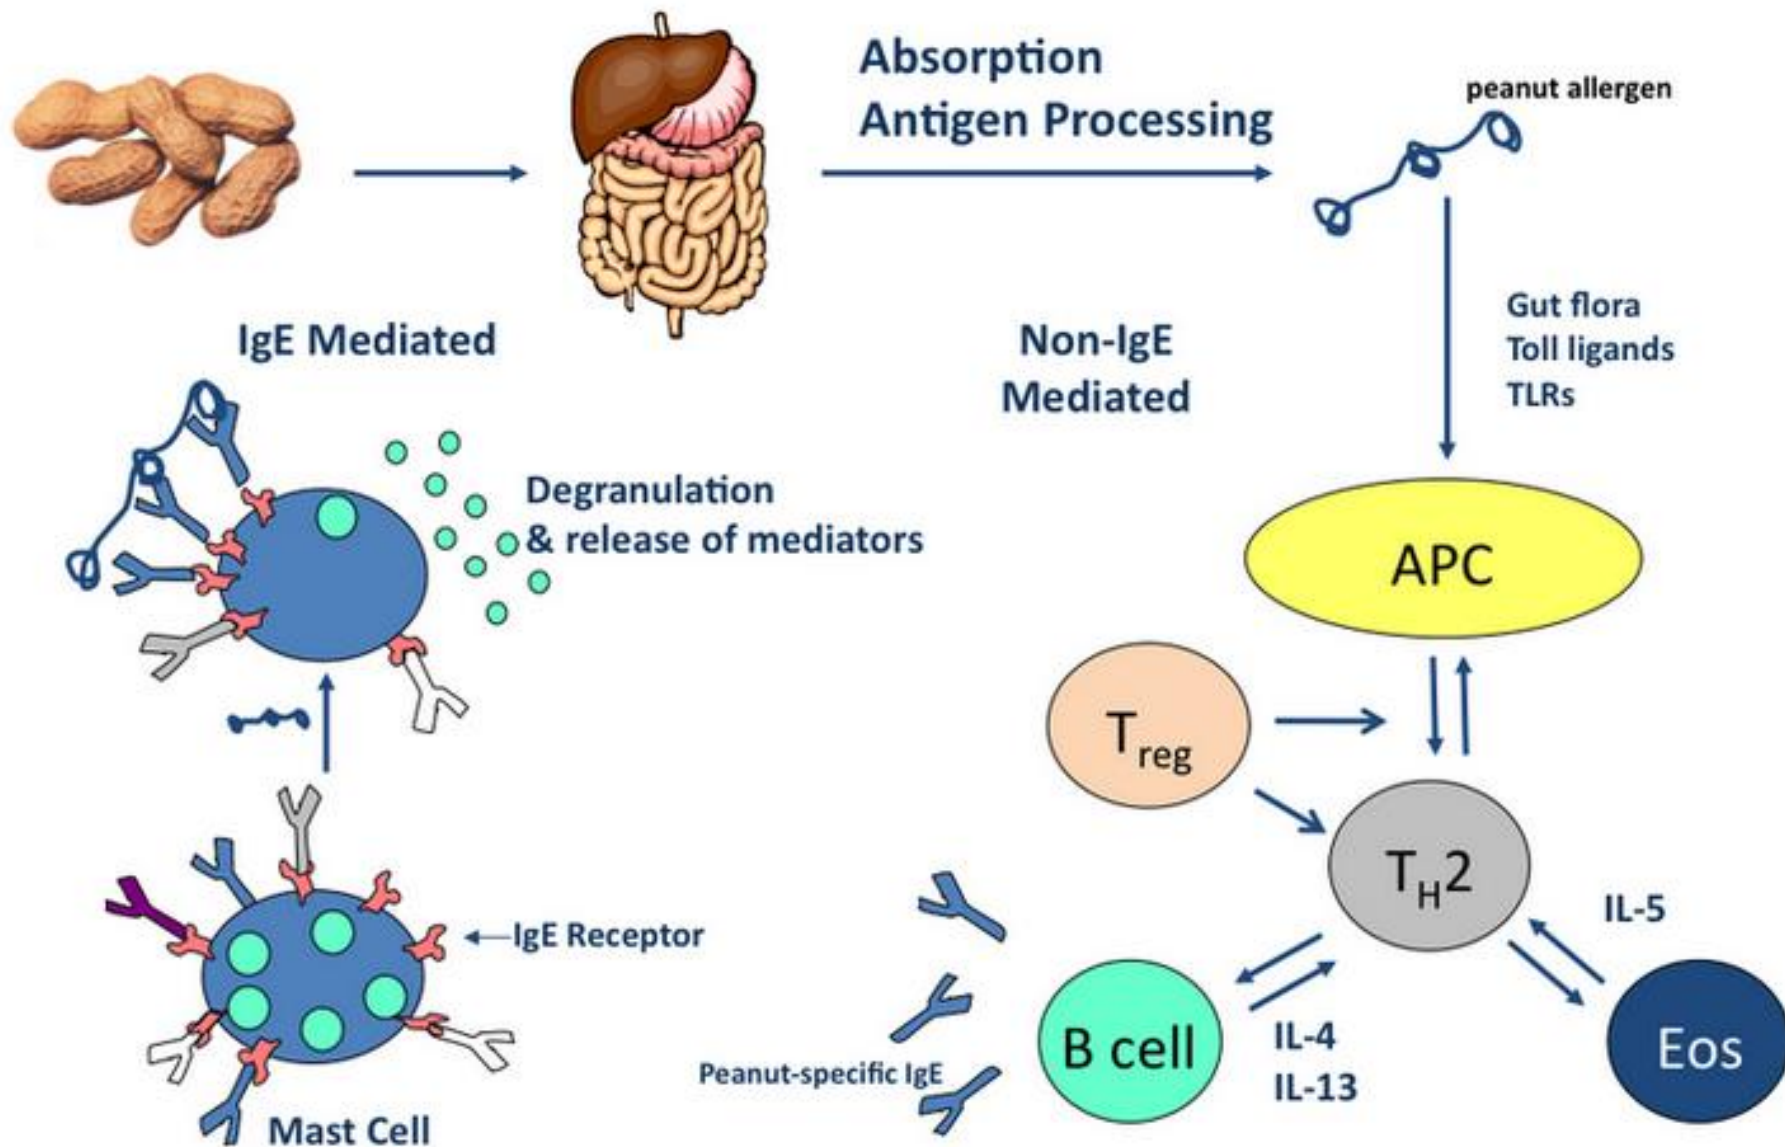 Absorption
Antigen Processing
peanut allergen
Gut flora
Toll ligands
TLRs
IgE Mediated
Non-IgE
Mediated
Degranulation
& release of mediators
APC
Treg
TH2
IL-5
IgE Receptor
B cell
IL-4
IL-13
Eos
Peanut-specific IgE
Mast Cell